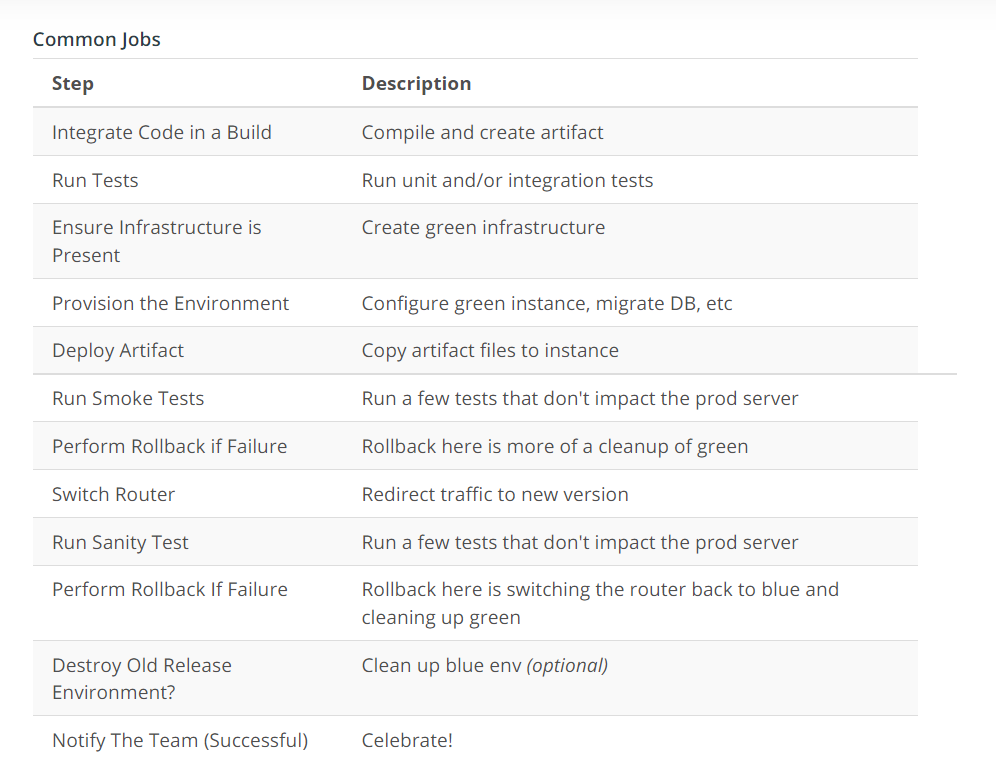 Common Jobs
Step Description
Integrate Code in a Build Compile and create artifact
Run Tests Run unit and/or integration tests
Ensure Infrastructure is Create green infrastructure
Present
Provision the Environment Configure green instance, migrate DB, etc
Deploy Artifact Copy artifact files to instance
Run Smoke Tests Run a few tests that don't impact the prod server
Perform Rollback if Failure Rollback here is more of a cleanup of green
Switch Router Redirect traffic to new version
Run Sanity Test Run a few tests that don't impact the prod server
Perform Rollback If Failure Rollback here is switching the router back to blue and
cleaning up green
Destroy Old Release Clean up blue env (optional)
Environment?
Notify The Team (Successful) Celebrate!